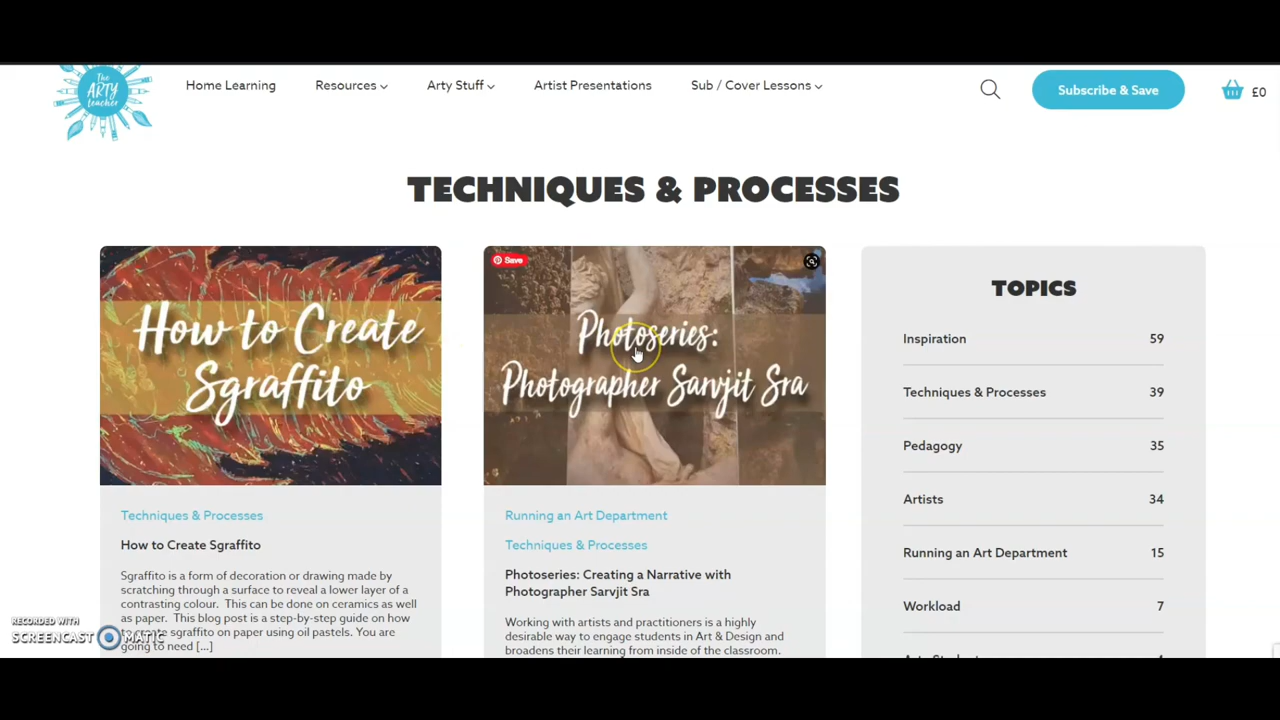 The
ARTY
teacher
Home Learning
Resources
Arty Stuff
Artist Presentations
Sub / Cover Lessons
Subscribe & Save
£0
TECHNIQUES & PROCESSES
How to Create
Sgraffito
Techniques & Processes
How to Create Sgraffito
Sgraffito is a form of decoration or drawing made by
scratching through a surface to reveal a lower layer of a
contrasting colour. This can be done on ceramics as well
as paper. This blog post is a step-by-step guide on how
to create sgraffito on paper using oil pastels. You are
going to need [...]
Save
Photoseries:
Photographer Sarvjit Sra
Running an Art Department
Techniques & Processes
Photoseries: Creating a Narrative with
Photographer Sarvjit Sra
Working with artists and practitioners is a highly
desirable way to engage students in Art & Design and
broadens their learning from inside of the classroom.
TOPICS
Inspiration 59
Techniques & Processes 39
Pedagogy 35
Artists 34
Running an Art Department 15
Workload 7
RECORDED WITH
SCREENCAST MATIC